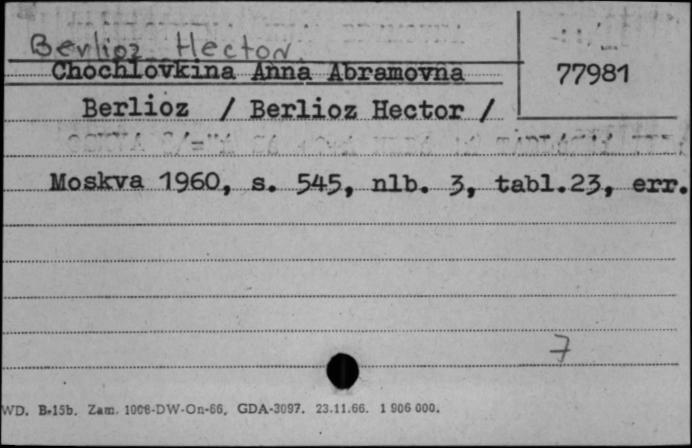 Berlioz Hector
Chochlovkina Anna Abramovna
77981
Berlioz / Berlioz Hector /
Moskva 1960, s. 545, nlb. 3, tabl.23, err.
7
WD. B-15b. Zam. 1006-DW-On-66, GDA-3097. 23.11.66. 1 906 000.